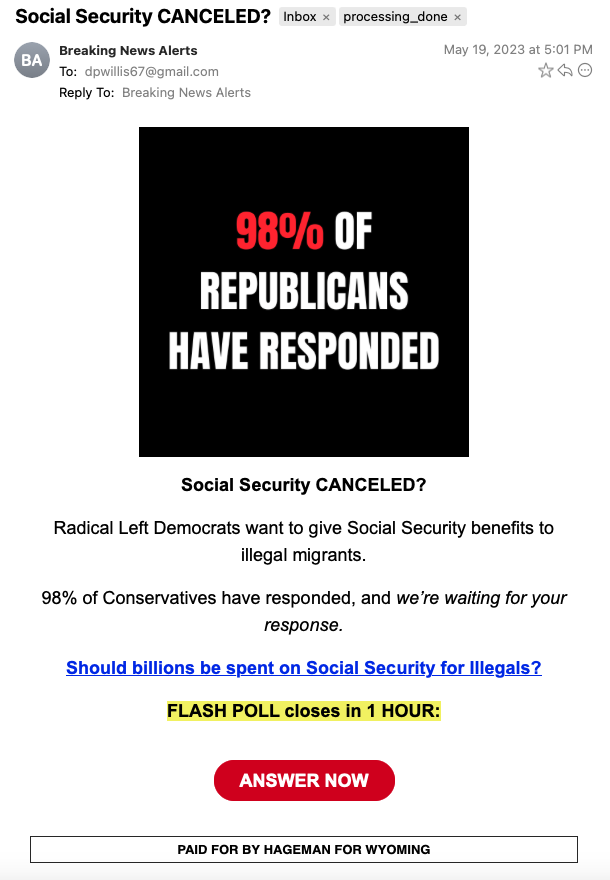 Social Security CANCELED? Inbox × processing_done ×
BA
Breaking News Alerts
May 19, 2023 at 5:01 PM
To: dpwillis67@gmail.com
Reply To: Breaking News Alerts
98% OF
REPUBLICANS
HAVE RESPONDED
Social Security CANCELED?
Radical Left Democrats want to give Social Security benefits to
illegal migrants.
98% of Conservatives have responded, and we’re waiting for your
response.
Should billions be spent on Social Security for Illegals?
FLASH POLL closes in 1 HOUR:
ANSWER NOW
PAID FOR BY HAGEMAN FOR WYOMING